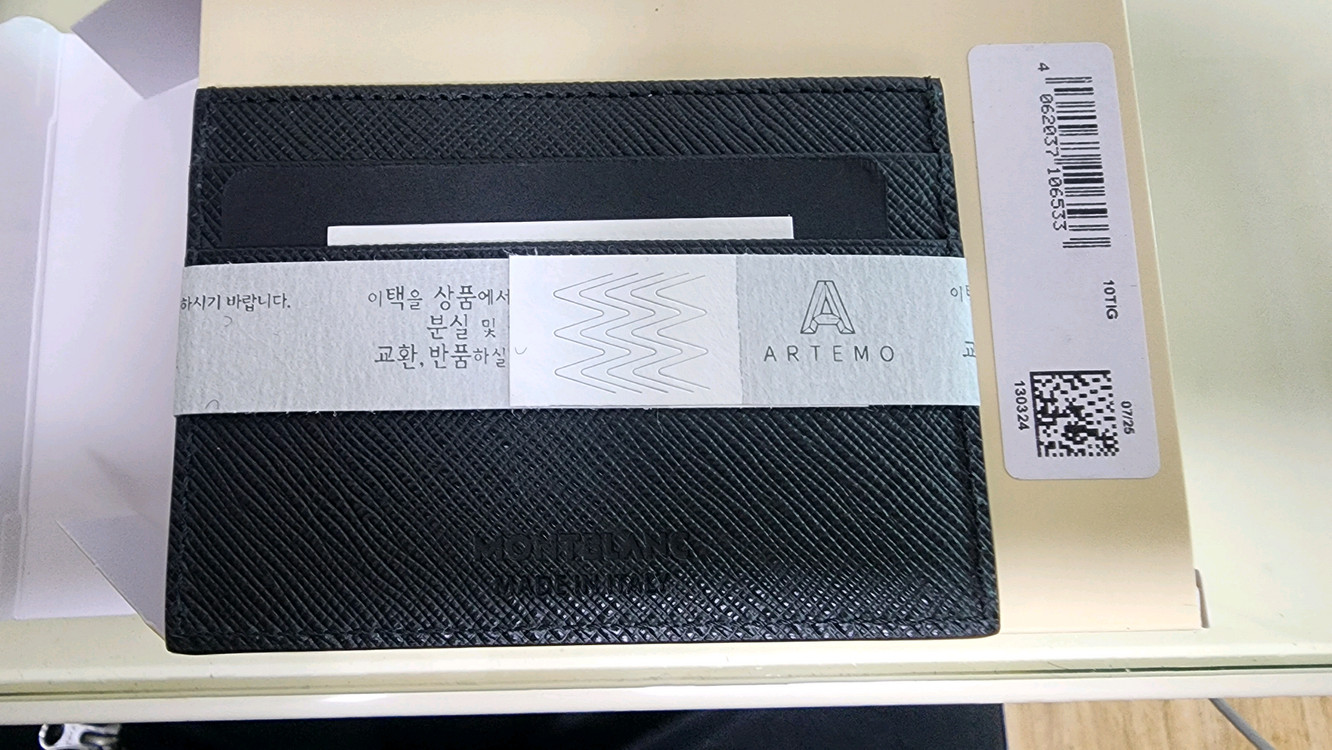 하시기 바랍니다.
이택을 상품에서
분실 및
교환, 반품하실
ARTEMO
MONTBLANC
MADE IN ITALY
4 062037 106533
10TIG
07/25
130324